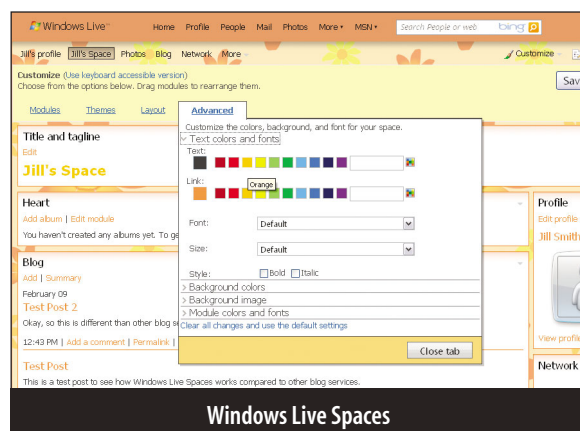 Windows Live™ Home Profile People Mail Photos More MSN Search People or web bing
Jill's profile Jill's Space Photos Blog Network More Customize
Customize (Use keyboard accessible version)
Choose from the options below. Drag modules to rearrange them.
Modules Themes Layout Advanced
Customize the colors, background, and font for your space.
Text colors and fonts
Text:
Link:
Orange
Font: Default
Size: Default
Style: Bold Italic
> Background colors
> Background image
> Module colors and fonts
Clear all changes and use the default settings
Close tab
Title and tagline
Edit
Jill's Space
Heart
Add album | Edit module
You haven't created any albums yet. To ge
Blog
Add | Summary
February 09
Test Post 2
Okay, so this is different than other blog s
12:43 PM | Add a comment | Permalink |
Test Post
This is a test post to see how Windows Live Spaces works compared to other blog services.
Sav
Profile
Edit profile
Jill Smith
View profile
Network
Windows Live Spaces